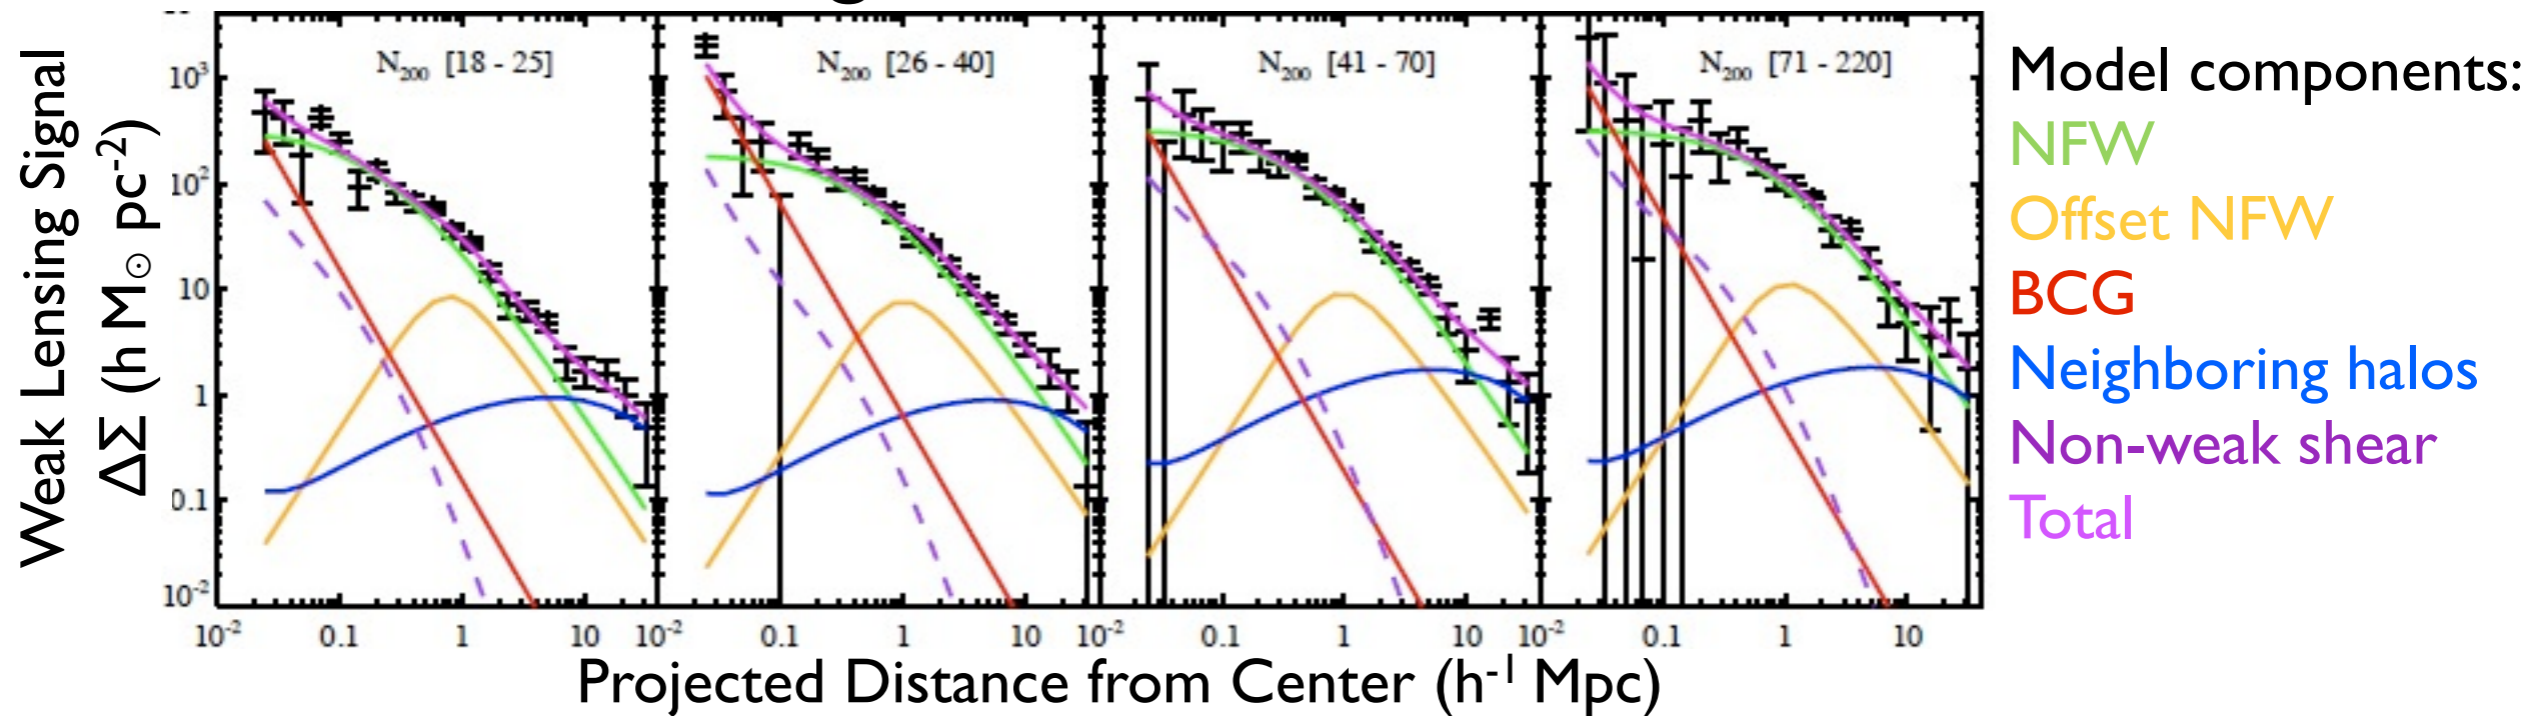 N₂₀₀ [18 - 25]
N₂₀₀ [26 - 40]
N₂₀₀ [41 - 70]
N₂₀₀ [71 - 220]
Weak Lensing Signal
ΔΣ (h M☉ pc⁻²)
10³
10²
10
1
0.1
10⁻²
10⁻² 0.1 1 10 10⁻² 0.1 1 10 10⁻² 0.1 1 10 10⁻² 0.1 1 10
Projected Distance from Center (h⁻¹ Mpc)
Model components:
NFW
Offset NFW
BCG
Neighboring halos
Non-weak shear
Total